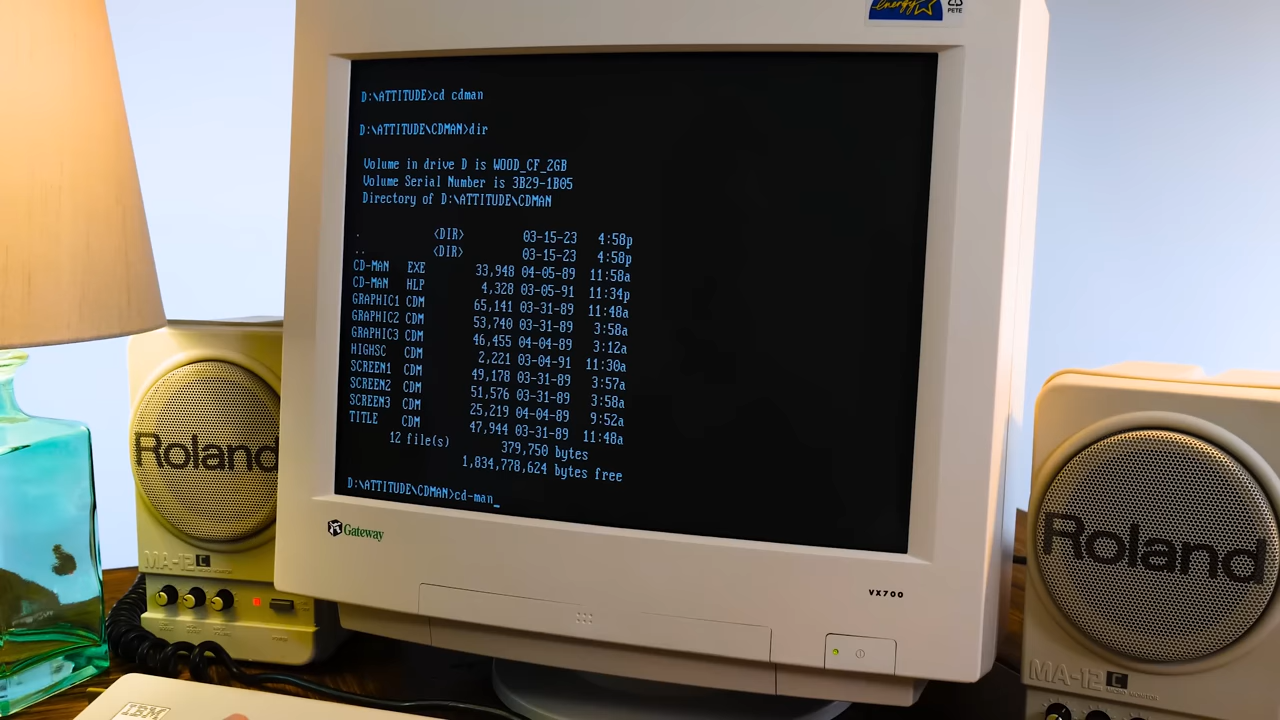 energy
PETE
D:\ATTITUDE>cd cdman
D:\ATTITUDE\CDMAN>dir
Volume in drive D is WOOD_CF_2GB
Volume Serial Number is 3B29-1B05
Directory of D:\ATTITUDE\CDMAN
. <DIR> 03-15-23 4:58p
.. <DIR> 03-15-23 4:58p
CD-MAN EXE 33,948 04-05-89 11:58a
CD-MAN HLP 4,328 03-05-91 11:34p
GRAPHIC1 CDM 65,141 03-31-89 11:48a
GRAPHIC2 CDM 53,740 03-31-89 3:58a
GRAPHIC3 CDM 46,455 04-04-89 3:12a
HIGHSC CDM 2,221 03-04-91 11:30a
SCREEN1 CDM 49,178 03-31-89 3:57a
SCREEN2 CDM 51,576 03-31-89 3:58a
SCREEN3 CDM 25,219 04-04-89 9:52a
TITLE CDM 47,944 03-31-89 11:48a
12 file(s) 379,750 bytes
1,834,778,624 bytes free
D:\ATTITUDE\CDMAN>cd-man_
Gateway
VX700
Roland
MA-12C
MICRO MONITOR
Roland
MA-12C
MICRO MONITOR
IBM